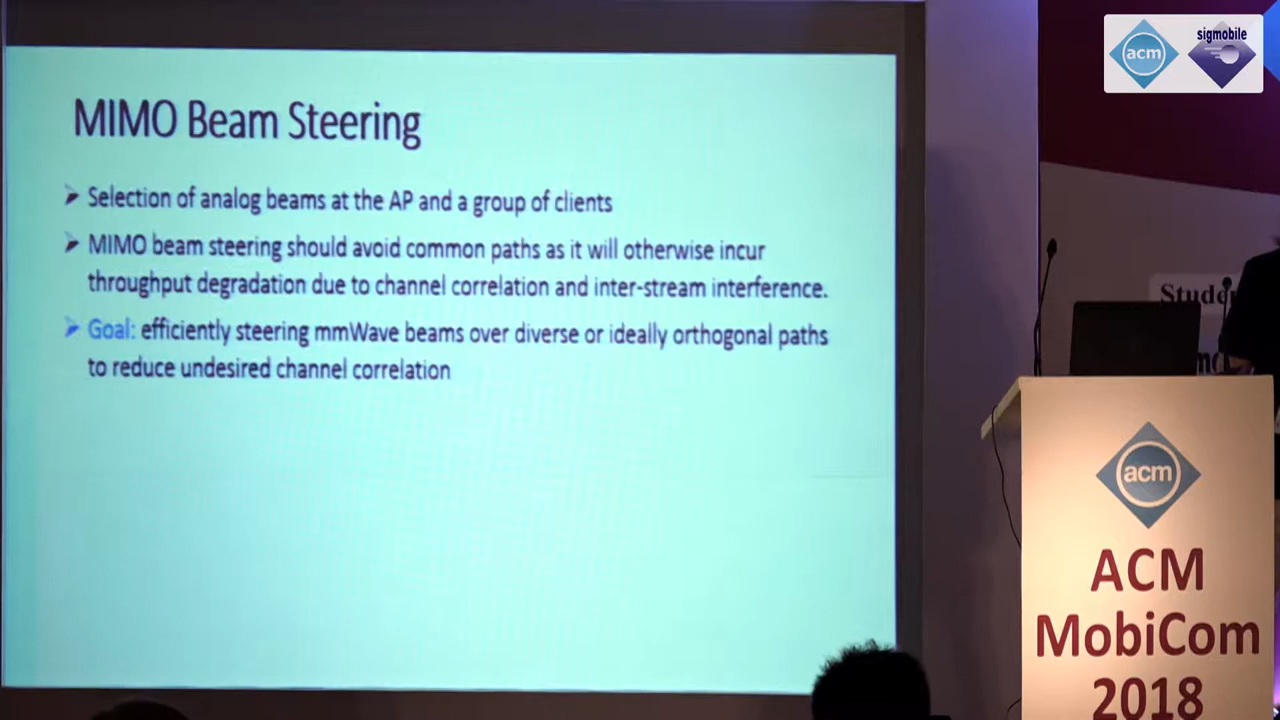 MIMO Beam Steering
➤ Selection of analog beams at the AP and a group of clients
➤ MIMO beam steering should avoid common paths as it will otherwise incur
throughput degradation due to channel correlation and inter-stream interference.
➤ Goal: efficiently steering mmWave beams over diverse or ideally orthogonal paths
to reduce undesired channel correlation
acm
sigmobile
acm
ACM
MobiCom
2018